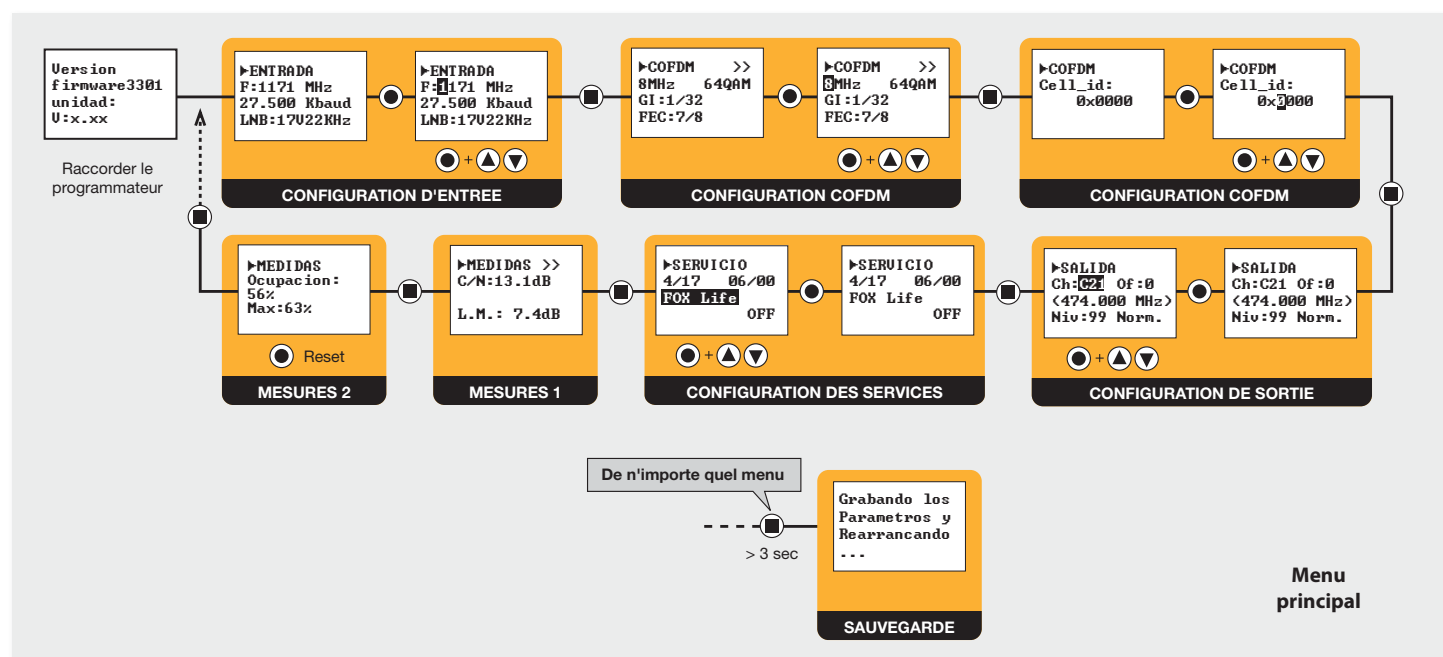 Version
firmware3301
unidad:
V:x.xx
Raccorder le
programmateur
►ENTRADA
F:1171 MHz
27.500 Kbaud
LNB:17V22KHz
►ENTRADA
F:1171 MHz
27.500 Kbaud
LNB:17V22KHz
+
CONFIGURATION D'ENTREE
►COFDM >>
8MHz 64QAM
GI:1/32
FEC:7/8
►COFDM >>
8MHz 64QAM
GI:1/32
FEC:7/8
+
CONFIGURATION COFDM
►COFDM
Cell_id:
0x0000
►COFDM
Cell_id:
0x0000
+
CONFIGURATION COFDM
►MEDIDAS
Ocupacion:
56%
Max:63%
Reset
MESURES 2
►MEDIDAS >>
C/N:13.1dB
L.M.: 7.4dB
MESURES 1
►SERVICIO
4/17 06/00
FOX Life
OFF
►SERVICIO
4/17 06/00
FOX Life
OFF
+
CONFIGURATION DES SERVICES
►SALIDA
Ch:C21 Of:0
(474.000 MHz)
Niv:99 Norm.
►SALIDA
Ch:C21 Of:0
(474.000 MHz)
Niv:99 Norm.
+
CONFIGURATION DE SORTIE
De n'importe quel menu
> 3 sec
Grabando los
Parametros y
Rearrancando
...
SAUVEGARDE
Menu
principal